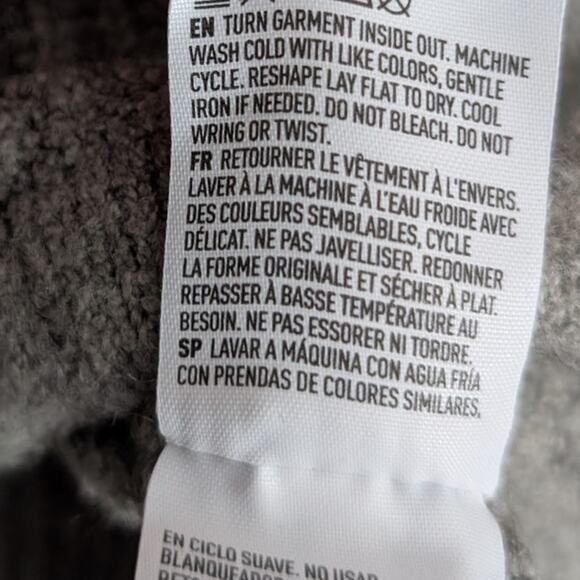 EN TURN GARMENT INSIDE OUT. MACHINE
WASH COLD WITH LIKE COLORS, GENTLE
CYCLE. RESHAPE LAY FLAT TO DRY. COOL
IRON IF NEEDED. DO NOT BLEACH. DO NOT
WRING OR TWIST.
FR RETOURNER LE VÊTEMENT À L'ENVERS.
LAVER À LA MACHINE À L'EAU FROIDE AVEC
DES COULEURS SEMBLABLES, CYCLE
DÉLICAT. NE PAS JAVELLISER. REDONNER
LA FORME ORIGINALE ET SÉCHER À PLAT.
REPASSER À BASSE TEMPÉRATURE AU
BESOIN. NE PAS ESSORER NI TORDRE.
SP LAVAR A MÁQUINA CON AGUA FRÍA
CON PRENDAS DE COLORES SIMILARES,
EN CICLO SUAVE. NO USAR
BLANQUEADOR